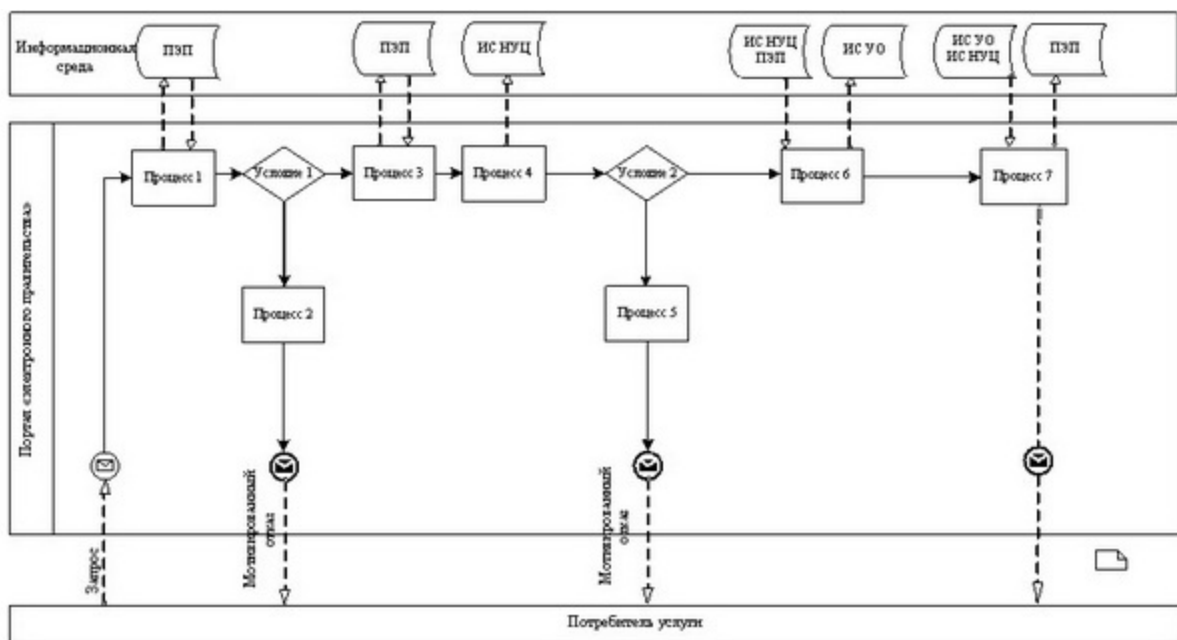 Информационная
среда
ПЭП
ПЭП
ИС НУЦ
ИС НУЦ
ПЭП
ИС УО
ИС УО
ИС НУЦ
ПЭП
Портал «электронного правительства»
Процесс 1
Условие 1
Процесс 3
Процесс 4
Условие 2
Процесс 6
Процесс 7
Процесс 2
Процесс 5
Запрос
Мотивированный
отказ
Мотивированный
отказ
Потребитель услуги